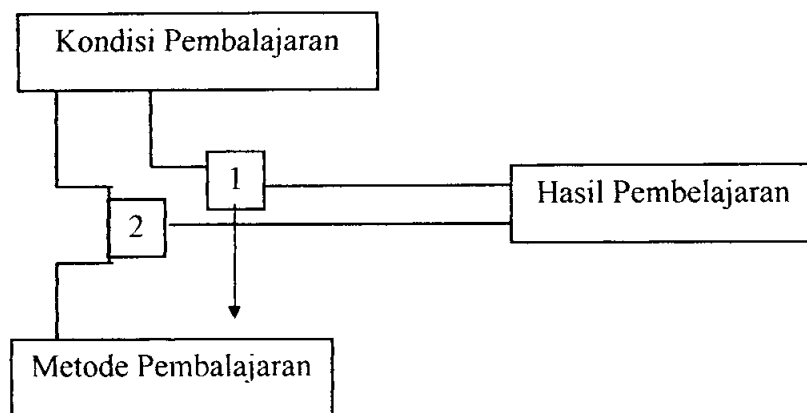 Kondisi Pembalajaran
1
Hasil Pembelajaran
2
Metode Pembalajaran